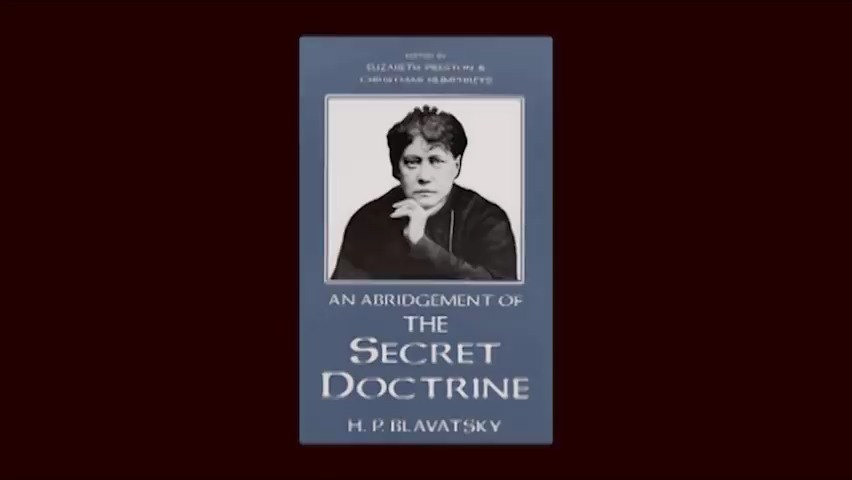 EDITED BY
ELIZABETH PRESTON &
CHRISTMAS HUMPHREYS
AN ABRIDGEMENT OF
THE
SECRET
DOCTRINE
H. P. BLAVATSKY